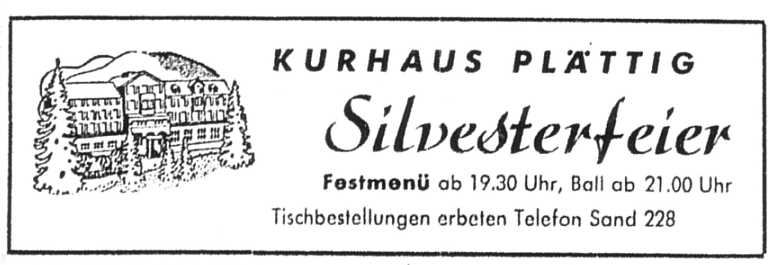 KURHAUS PLÄTTIG
Silvesterfeier
Festmenü ab 19.30 Uhr, Ball ab 21.00 Uhr
Tischbestellungen erbeten Telefon Sand 228